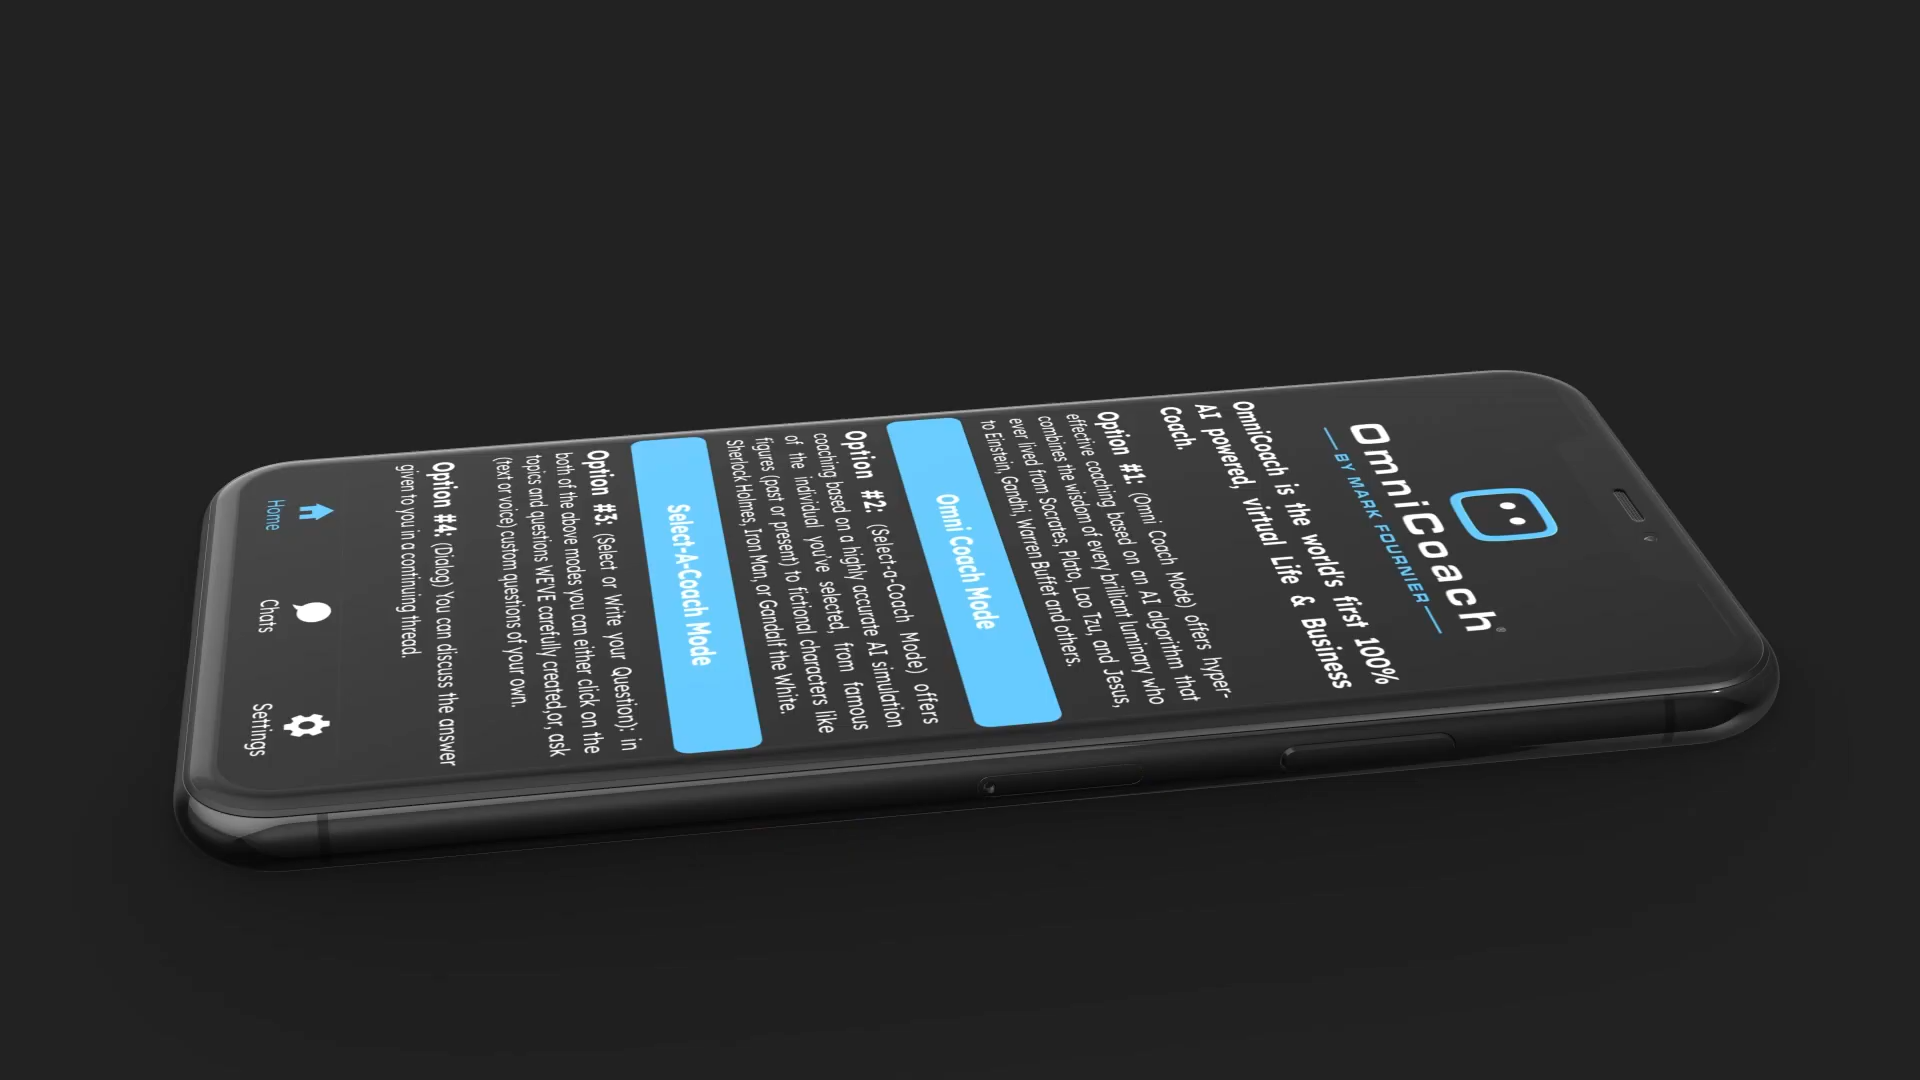 OmniCoach®
BY MARK FOURNIER
OmniCoach is the world's first 100%
AI powered, virtual Life & Business
Coach.
Option #1: (Omni Coach Mode) offers hyper-
effective coaching based on an AI algorithm that
combines the wisdom of every brilliant luminary who
ever lived from Socrates, Plato, Lao Tzu, and Jesus,
to Einstein, Gandhi, Warren Buffet and others.
Omni Coach Mode
Option #2: (Select-a-Coach Mode) offers
coaching based on a highly accurate AI simulation
of the individual you've selected, from famous
figures (past or present) to fictional characters like
Sherlock Holmes, Iron Man, or Gandalf the White.
Select-A-Coach Mode
Option #3: (Select or Write your Question): in
both of the above modes you can either click on the
topics and questions WE'VE carefully created,or, ask
(text or voice) custom questions of your own.
Option #4: (Dialog) You can discuss the answer
given to you in a continuing thread.
Home
Chats
Settings